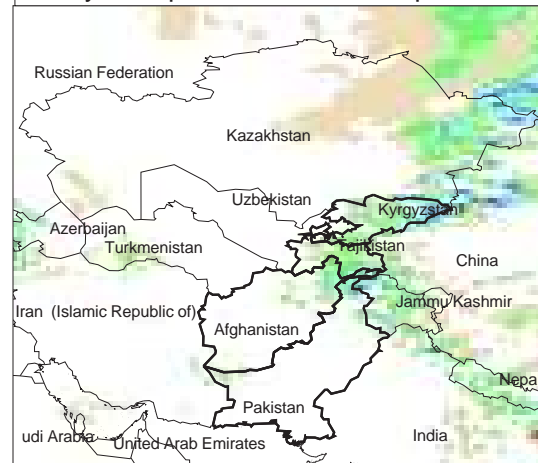 Russian Federation
Kazakhstan
Uzbekistan
Kyrgyzstan
Azerbaijan
Turkmenistan
Tajikistan
China
Iran (Islamic Republic of)
Jammu Kashmir
Afghanistan
Nepa
Pakistan
udi Arabia
United Arab Emirates
India